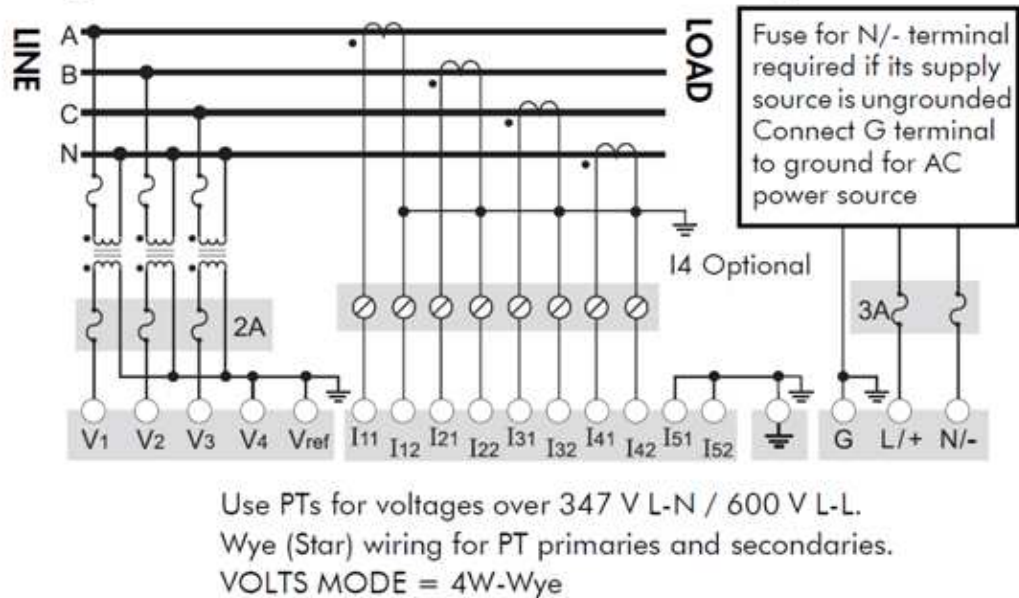 LINE
A
B
C
N
LOAD
Fuse for N/- terminal
required if its supply
source is ungrounded
Connect G terminal
to ground for AC
power source
I4 Optional
2A
3A
V1 V2 V3 V4 Vref
I11 I12 I21 I22 I31 I32 I41 I42 I51 I52
G L/+ N/-
Use PTs for voltages over 347 V L-N / 600 V L-L.
Wye (Star) wiring for PT primaries and secondaries.
VOLTS MODE = 4W-Wye